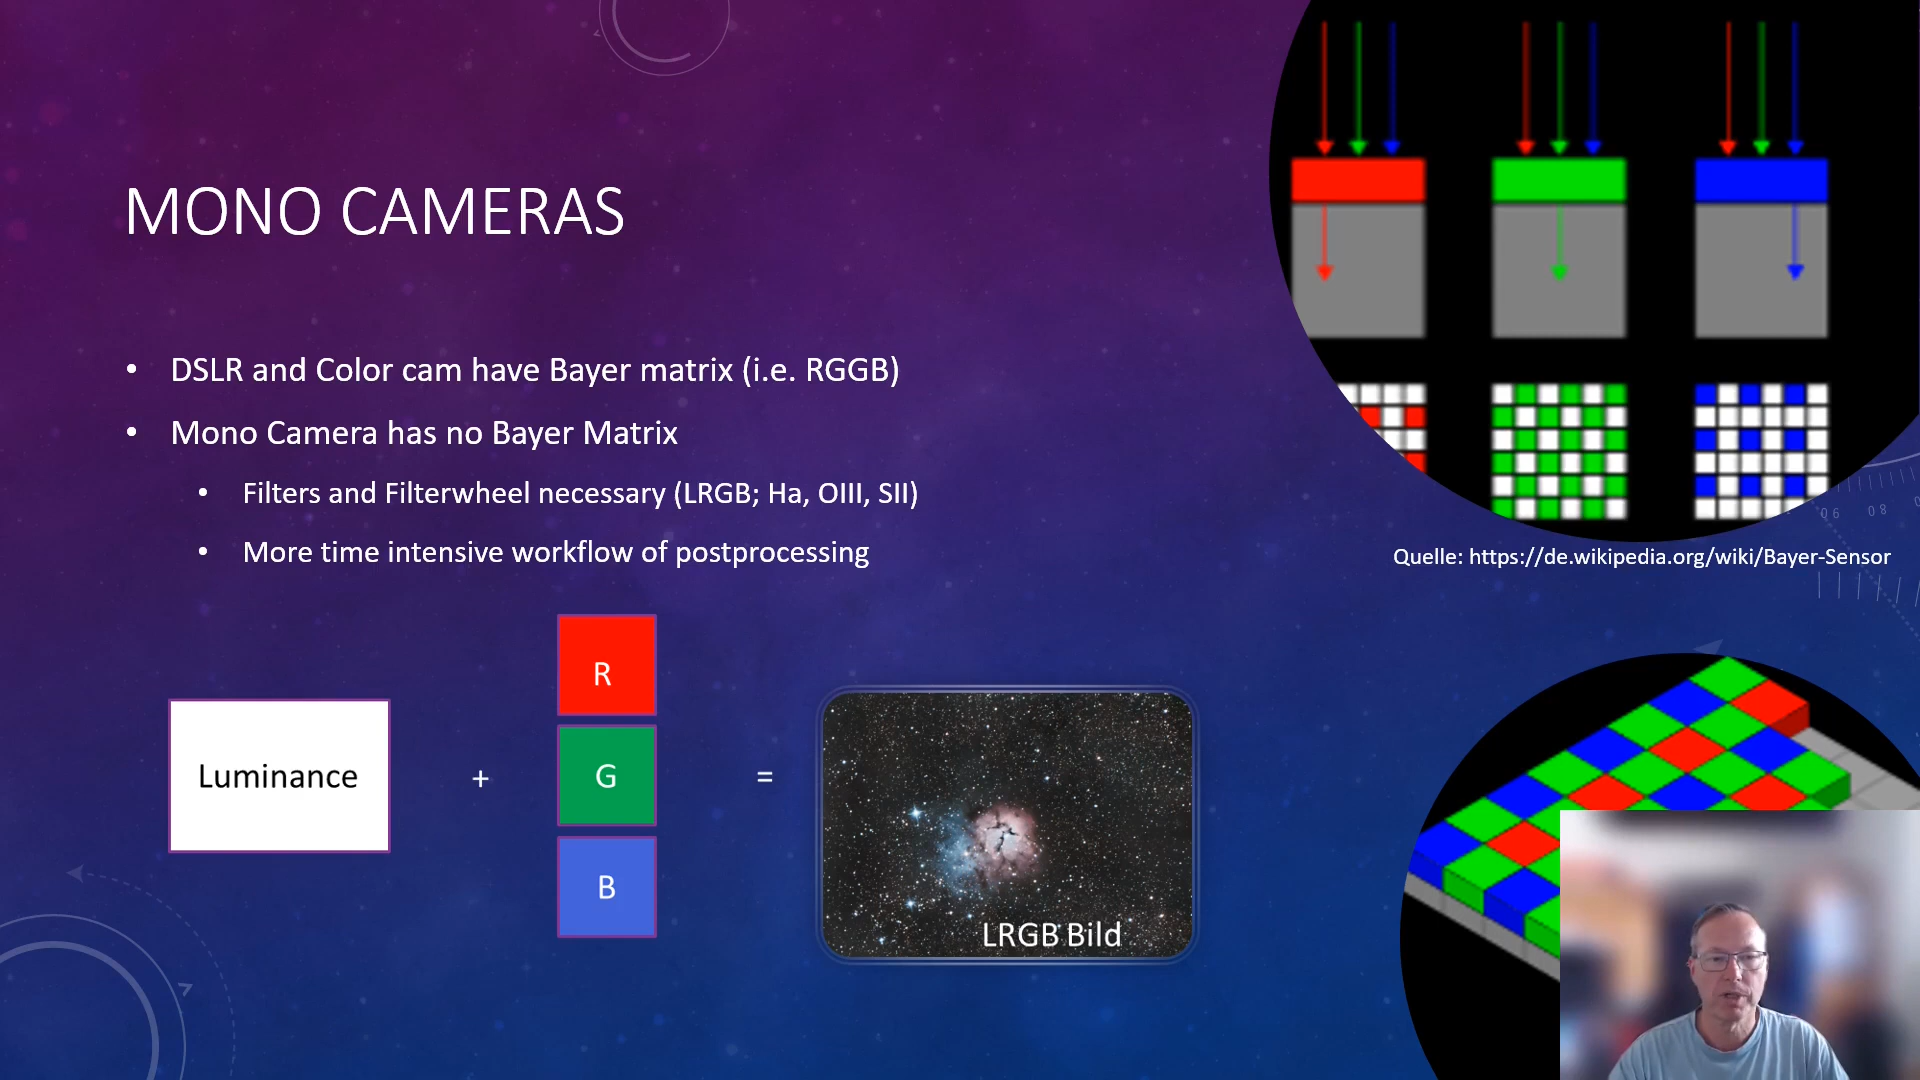 MONO CAMERAS
• DSLR and Color cam have Bayer matrix (i.e. RGGB)
• Mono Camera has no Bayer Matrix
• Filters and Filterwheel necessary (LRGB; Ha, OIII, SII)
• More time intensive workflow of postprocessing
Quelle: https://de.wikipedia.org/wiki/Bayer-Sensor
R
Luminance
+
G
=
B
LRGB Bild